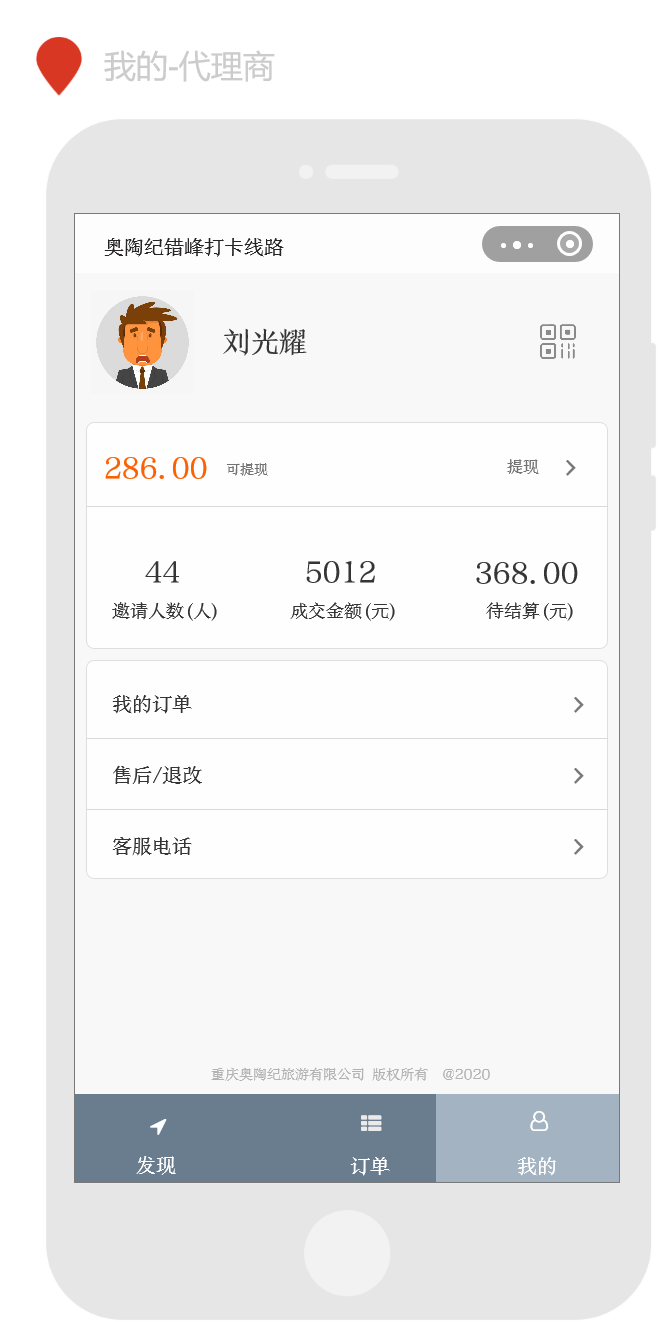 我的-代理商
奥陶纪错峰打卡线路
刘光耀
286.00 可提现 提现
44 5012 368.00
邀请人数(人) 成交金额(元) 待结算(元)
我的订单
售后/退改
客服电话
重庆奥陶纪旅游有限公司 版权所有 @2020
发现 订单 我的